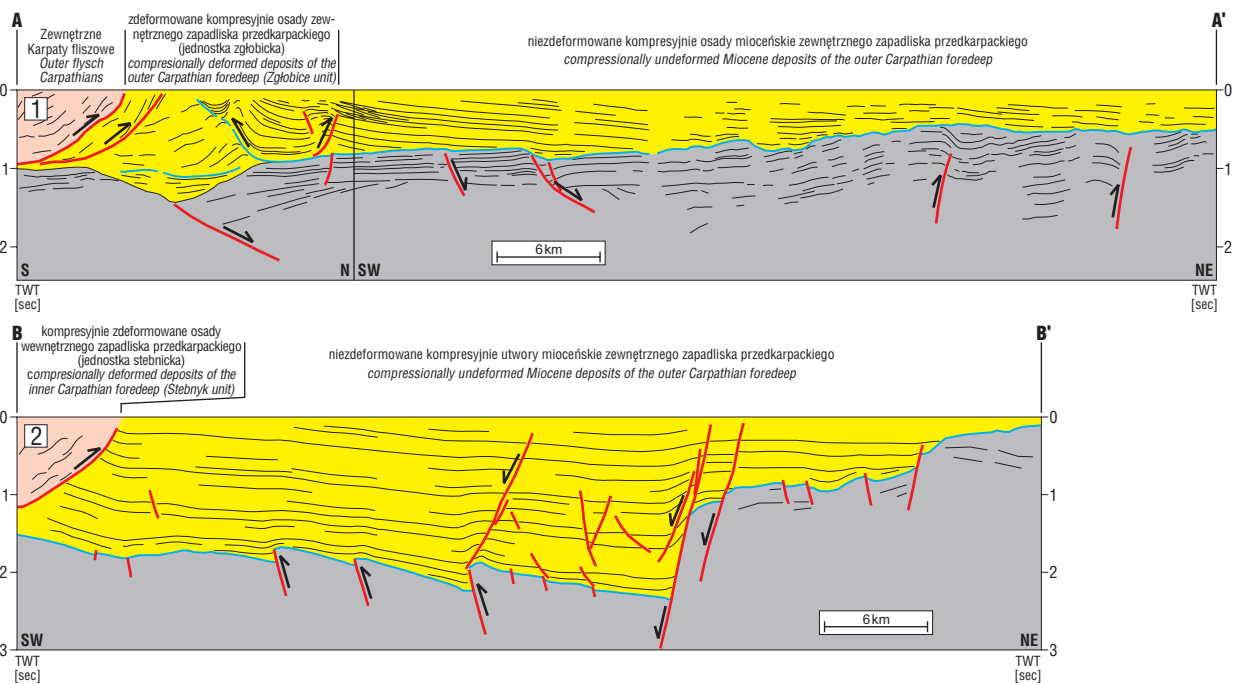 A
Zewnętrzne
Karpaty fliszowe
Outer flysch
Carpathians
zdeformowane kompresyjnie osady zew-
nętrznego zapadliska przedkarpackiego
(jednostka zgłobicka)
compresionally deformed deposits of the
outer Carpathian foredeep (Zgłobice unit)
niezdeformowane kompresyjnie osady mioceńskie zewnętrznego zapadliska przedkarpackiego
compressionally undeformed Miocene deposits of the outer Carpathian foredeep
A'
0
1
2
1
S
N
SW
6 km
NE
0
1
2
TWT
[sec]
TWT
[sec]
B
kompresyjnie zdeformowane osady
wewnętrznego zapadliska przedkarpackiego
(jednostka stebnicka)
compresionally deformed deposits of the
inner Carpathian foredeep (Stebnyk unit)
niezdeformowane kompresyjnie utwory mioceńskie zewnętrznego zapadliska przedkarpackiego
compressionally undeformed Miocene deposits of the outer Carpathian foredeep
B'
0
1
2
3
2
SW
6 km
NE
0
1
2
3
TWT
[sec]
TWT
[sec]